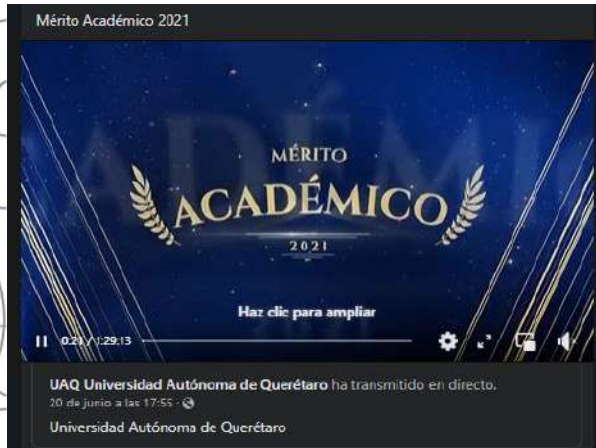 Mérito Académico 2021
MÉRITO
ACADÉMICO
2021
Haz clic para ampliar
0:21 / 1:29:13
UAQ Universidad Autónoma de Querétaro ha transmitido en directo.
20 de junio a las 17:55 ·
Universidad Autónoma de Querétaro